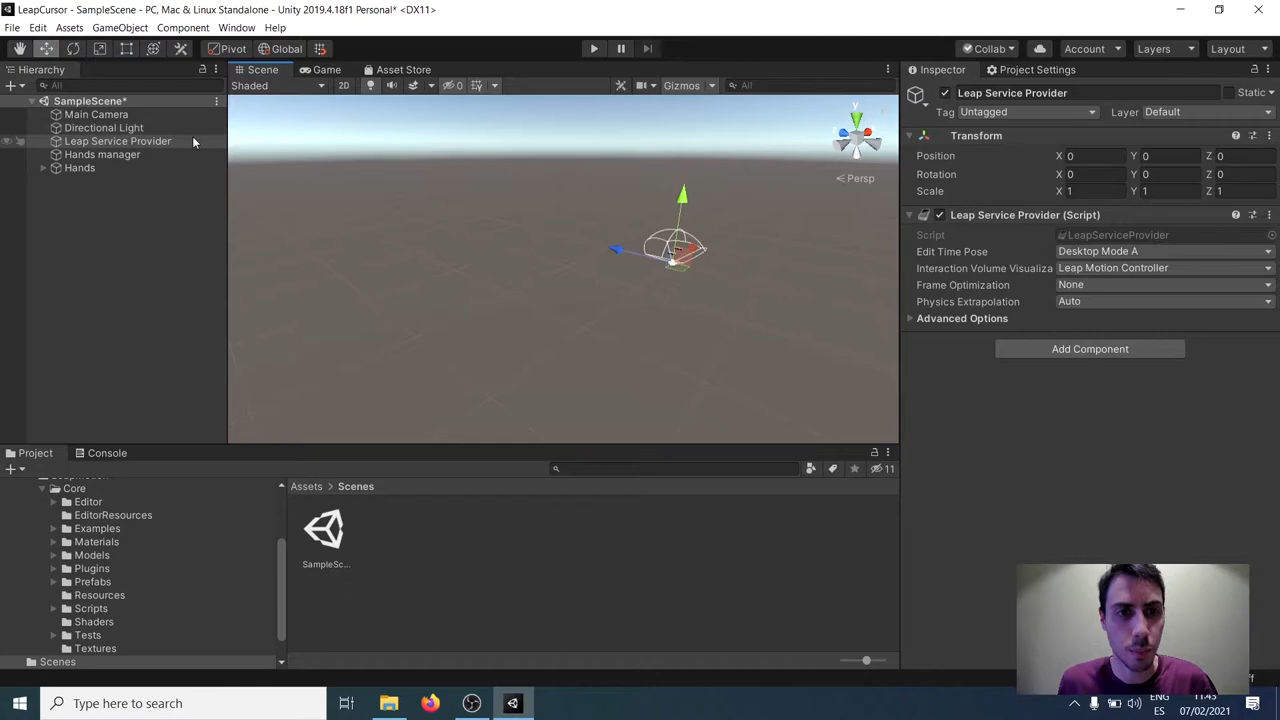 LeapCursor - SampleScene - PC, Mac & Linux Standalone - Unity 2019.4.18f1 Personal* <DX11>
File Edit Assets GameObject Component Window Help
Pivot Global Collab Account Layers Layout
Hierarchy Scene Game Asset Store Inspector Project Settings
All Shaded 2D 0 Gizmos All
SampleScene*
Main Camera
Directional Light
Leap Service Provider
Hands manager
Hands
y
Persp
Leap Service Provider Static
Tag Untagged Layer Default
Transform
Position X 0 Y 0 Z 0
Rotation X 0 Y 0 Z 0
Scale X 1 Y 1 Z 1
Leap Service Provider (Script)
Script LeapServiceProvider
Edit Time Pose Desktop Mode A
Interaction Volume Visualiza Leap Motion Controller
Frame Optimization None
Physics Extrapolation Auto
Advanced Options
Add Component
Project Console
11
Core
Editor
EditorResources
Examples
Materials
Models
Plugins
Prefabs
Resources
Scripts
Shaders
Tests
Textures
Scenes
Assets > Scenes
SampleSc...
Type here to search
ENG
ES
11:43
07/02/2021